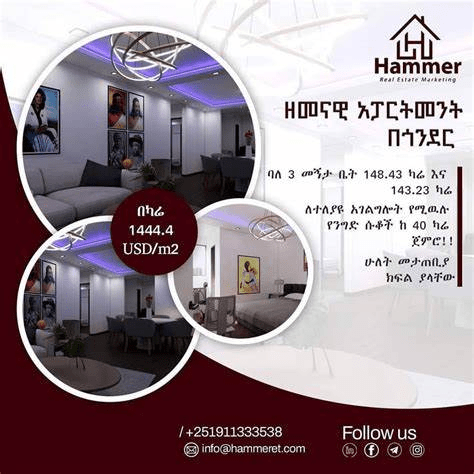 Hammer
Real Estate Marketing
ዘመናዊ አፓርትመንት
በጎንደር
ባለ 3 መኝታ ቤት 148.43 ካሬ እና
143.23 ካሬ
ለተለያዩ አገልግሎት የሚዉሉ
የንግድ ሱቆች ከ 40 ካሬ
ጀምሮ!!
ሁለት መታጠቢያ
ክፍል ያላቸው
በካሬ
1444.4
USD/m2
/ +251911333538
info@hammeret.com
Follow us